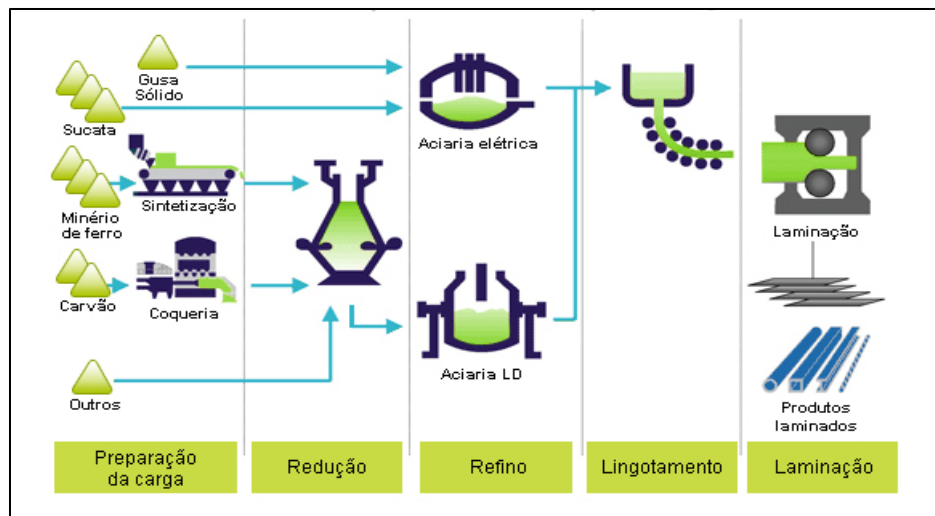 Gusa
Sólido
Sucata
Aciaria elétrica
Minério
de ferro
Sintetização
Laminação
Carvão
Coqueria
Aciaria LD
Outros
Produtos
laminados
Preparação
da carga
Redução
Refino
Lingotamento
Laminação